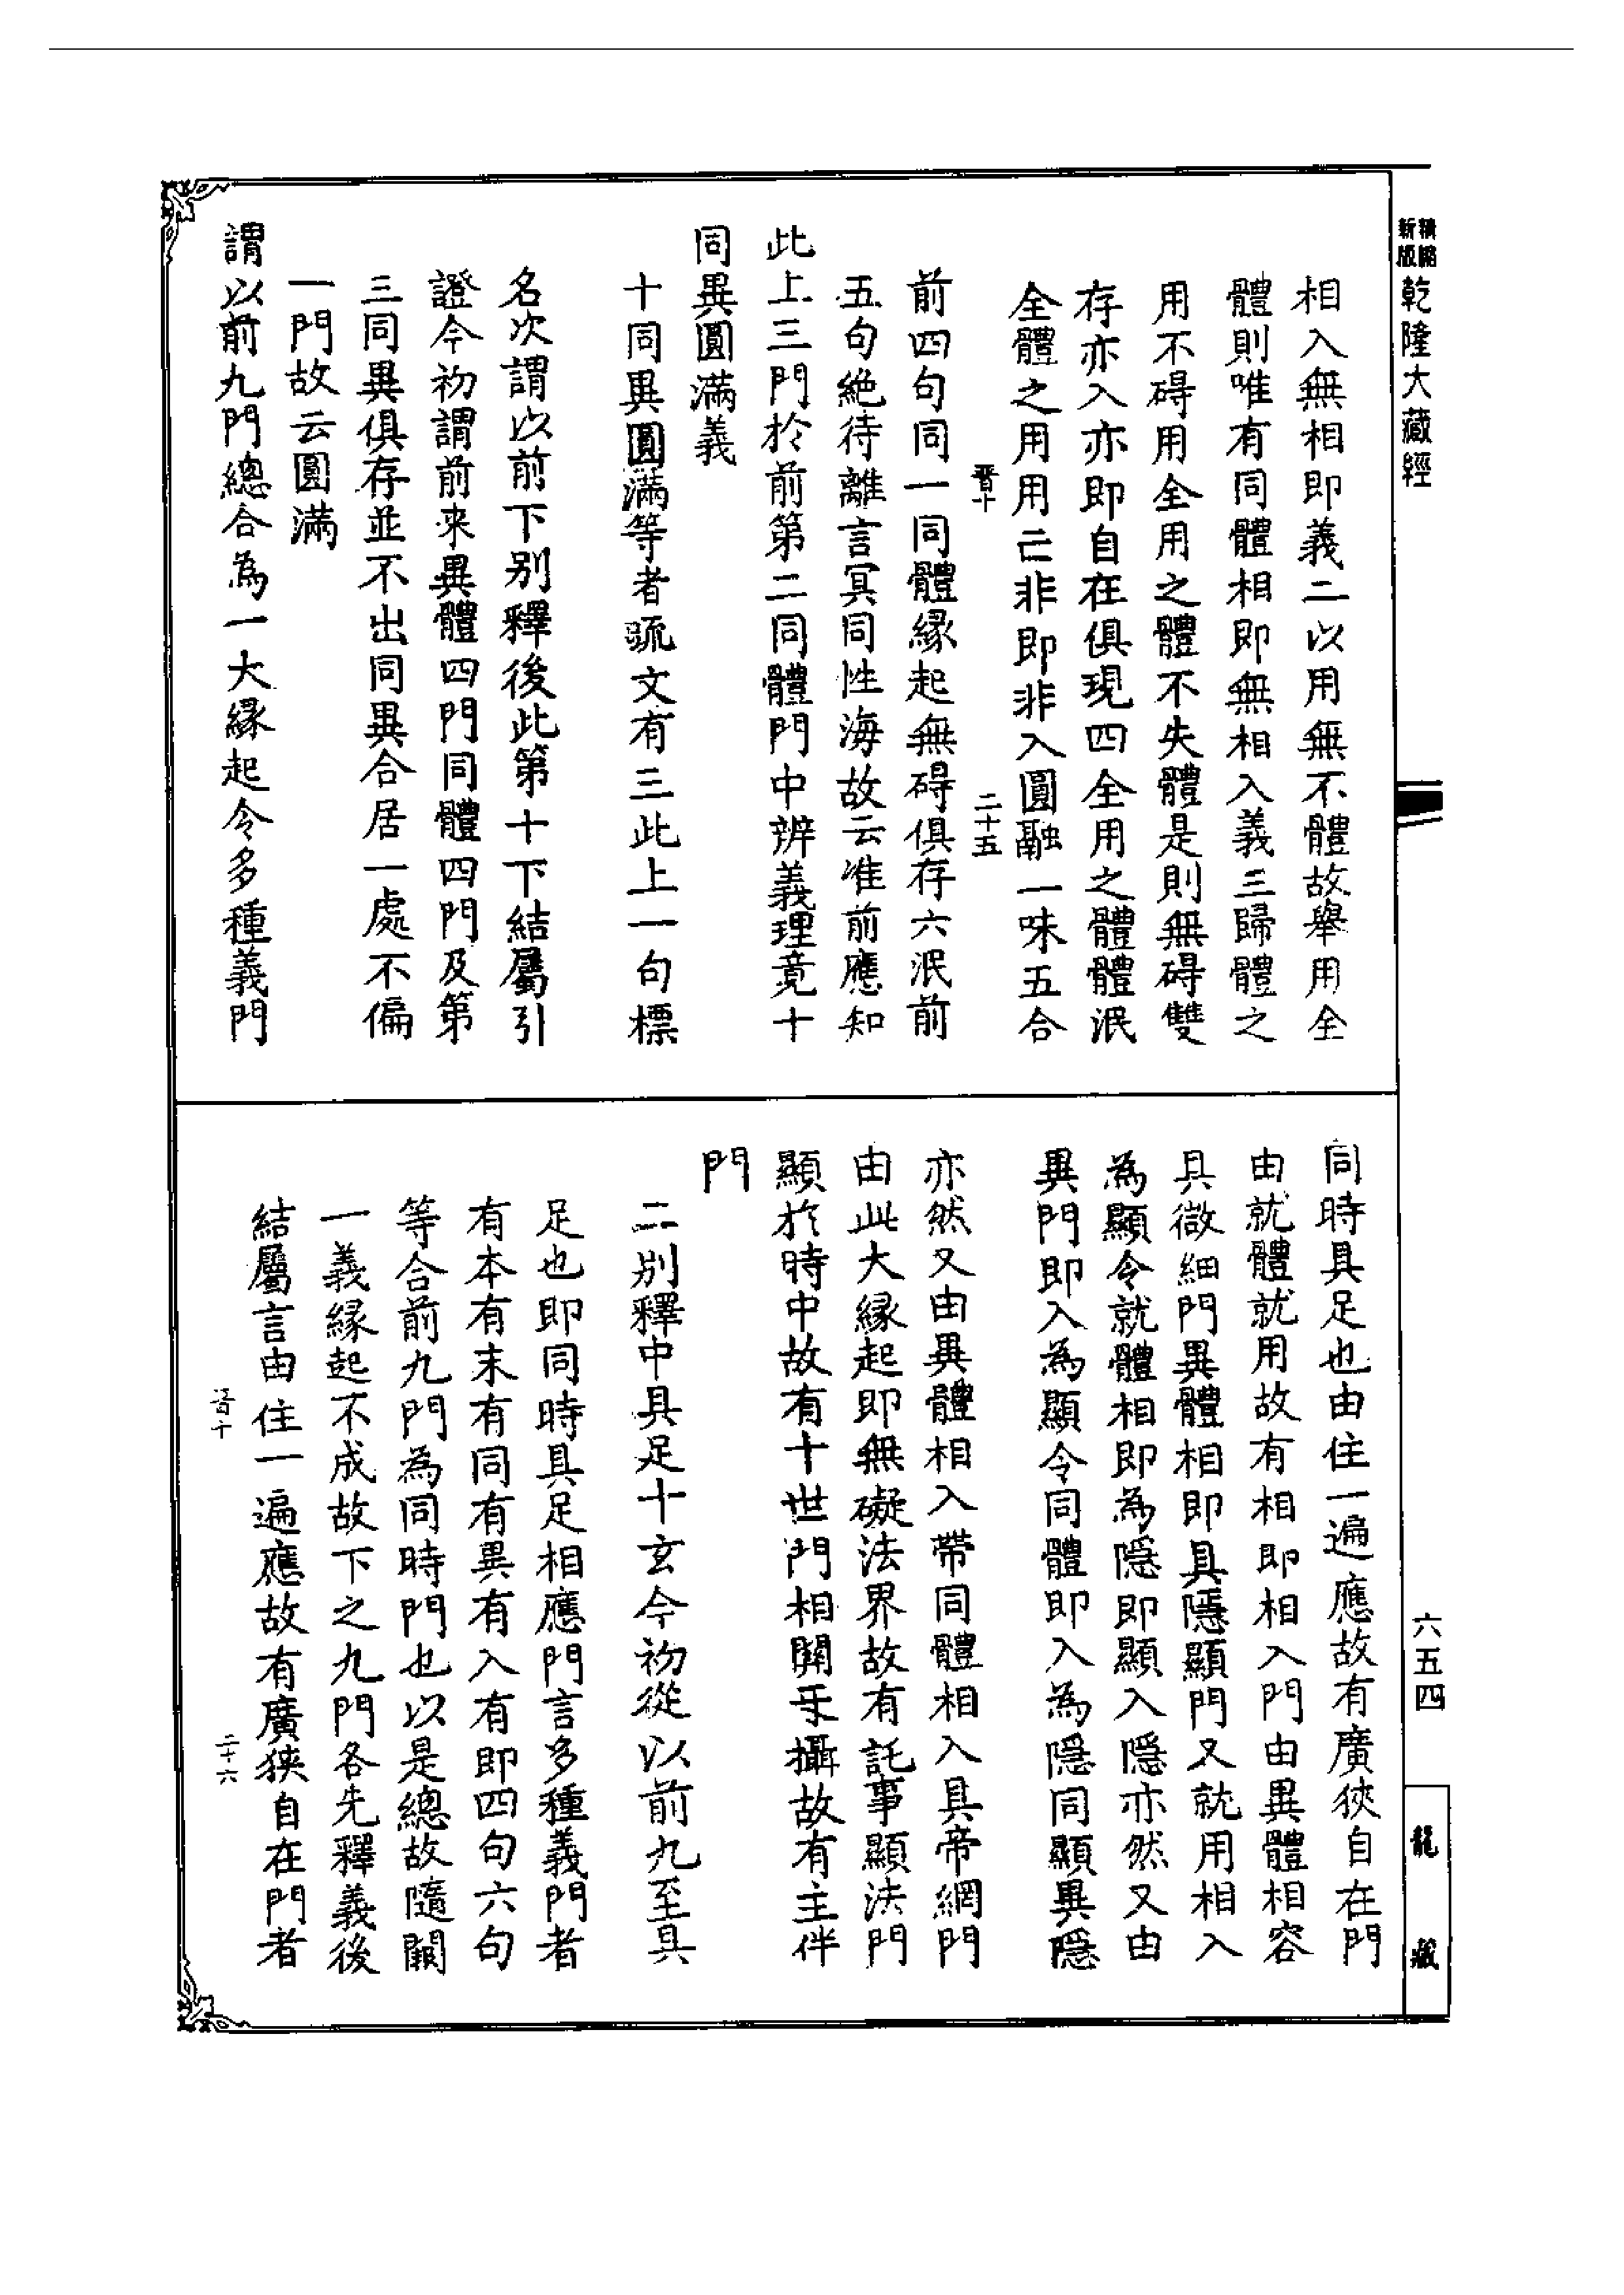 乾隆大藏經
相入無相即義二以用無不體故舉用全
體則唯有同體相即無相入義三歸體之
用不碍用全用之體不失體是則無碍雙
存亦入亦即自在俱現四全用之體體泯
全體之用用亡非即非入圓融一味五合
晋十
二十五
前四句同一同體緣起無碍俱存六泯前
五句絶待離言冥同性海故云准前應知
此上三門於前第二同體門中辨義理竟十
同異圓滿義
十同異圓滿等者䟽文有三此上一句標
名次謂以前下别釋後此第十下結屬引
證今初謂前来異體四門同體四門及第
三同異俱存並不出同異合居一處不偏
一門故云圓滿
謂以前九門總合為一大緣起令多種義門
同時具足也由住一遍應故有廣狹自在門
由就體就用故有相即相入門由異體相容
具微細門異體相即具隱顯門又就用相入
為顯令就體相即為隱即顯入隱亦然又由
異門即入為顯令同體即入為隱同顯異隱
亦然又由異體相入帶同體相入具帝網門
由此大緣起即無礙法界故有託事顯法門
顯於時中故有十世門相關互攝故有主伴
門
二别釋中具足十玄今初從以前九至具
足也即同時具足相應門言多種義門者
有本有末有同有異有入有即四句六句
等合前九門為同時門也以是總故隨闕
一義緣起不成故下之九門各先釋義後
結屬言由住一遍應故有廣狹自在門者
晋十
二十六
六五四
龍藏